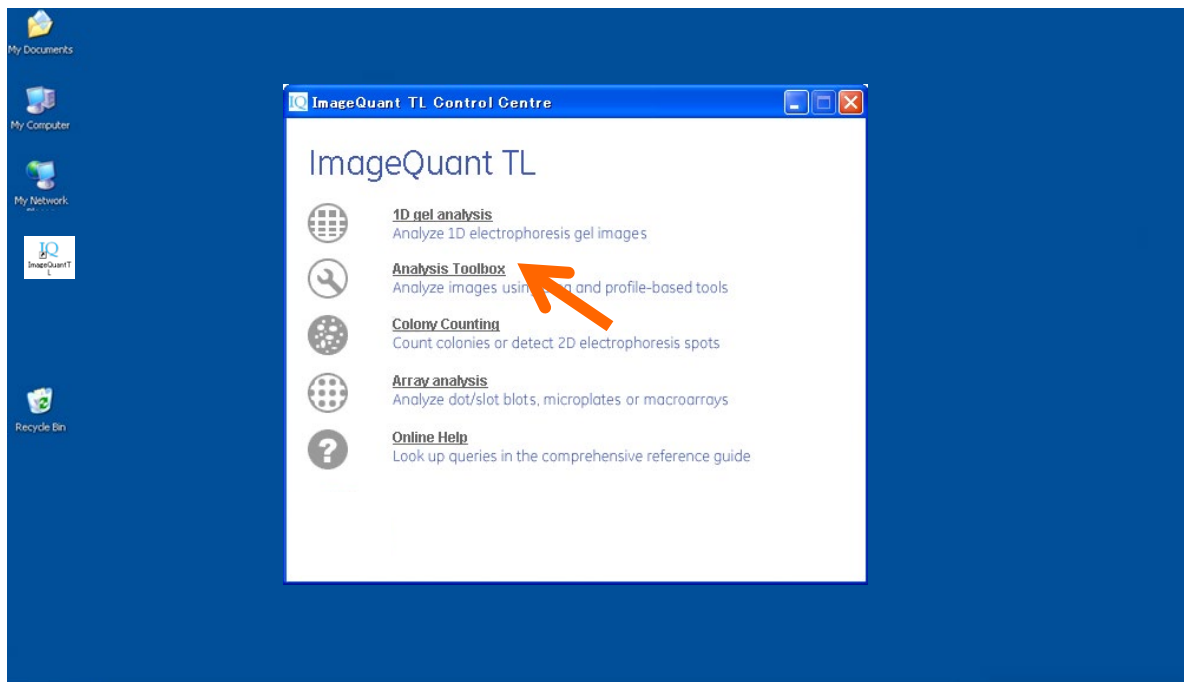 My Documents
My Computer
My Network
IQ
ImageQuantT
L
Recycle Bin
IQ ImageQuant TL Control Centre
ImageQuant TL
1D gel analysis
Analyze 1D electrophoresis gel images
Analysis Toolbox
Analyze images using and profile-based tools
Colony Counting
Count colonies or detect 2D electrophoresis spots
Array analysis
Analyze dot/slot blots, microplates or macroarrays
?
Online Help
Look up queries in the comprehensive reference guide